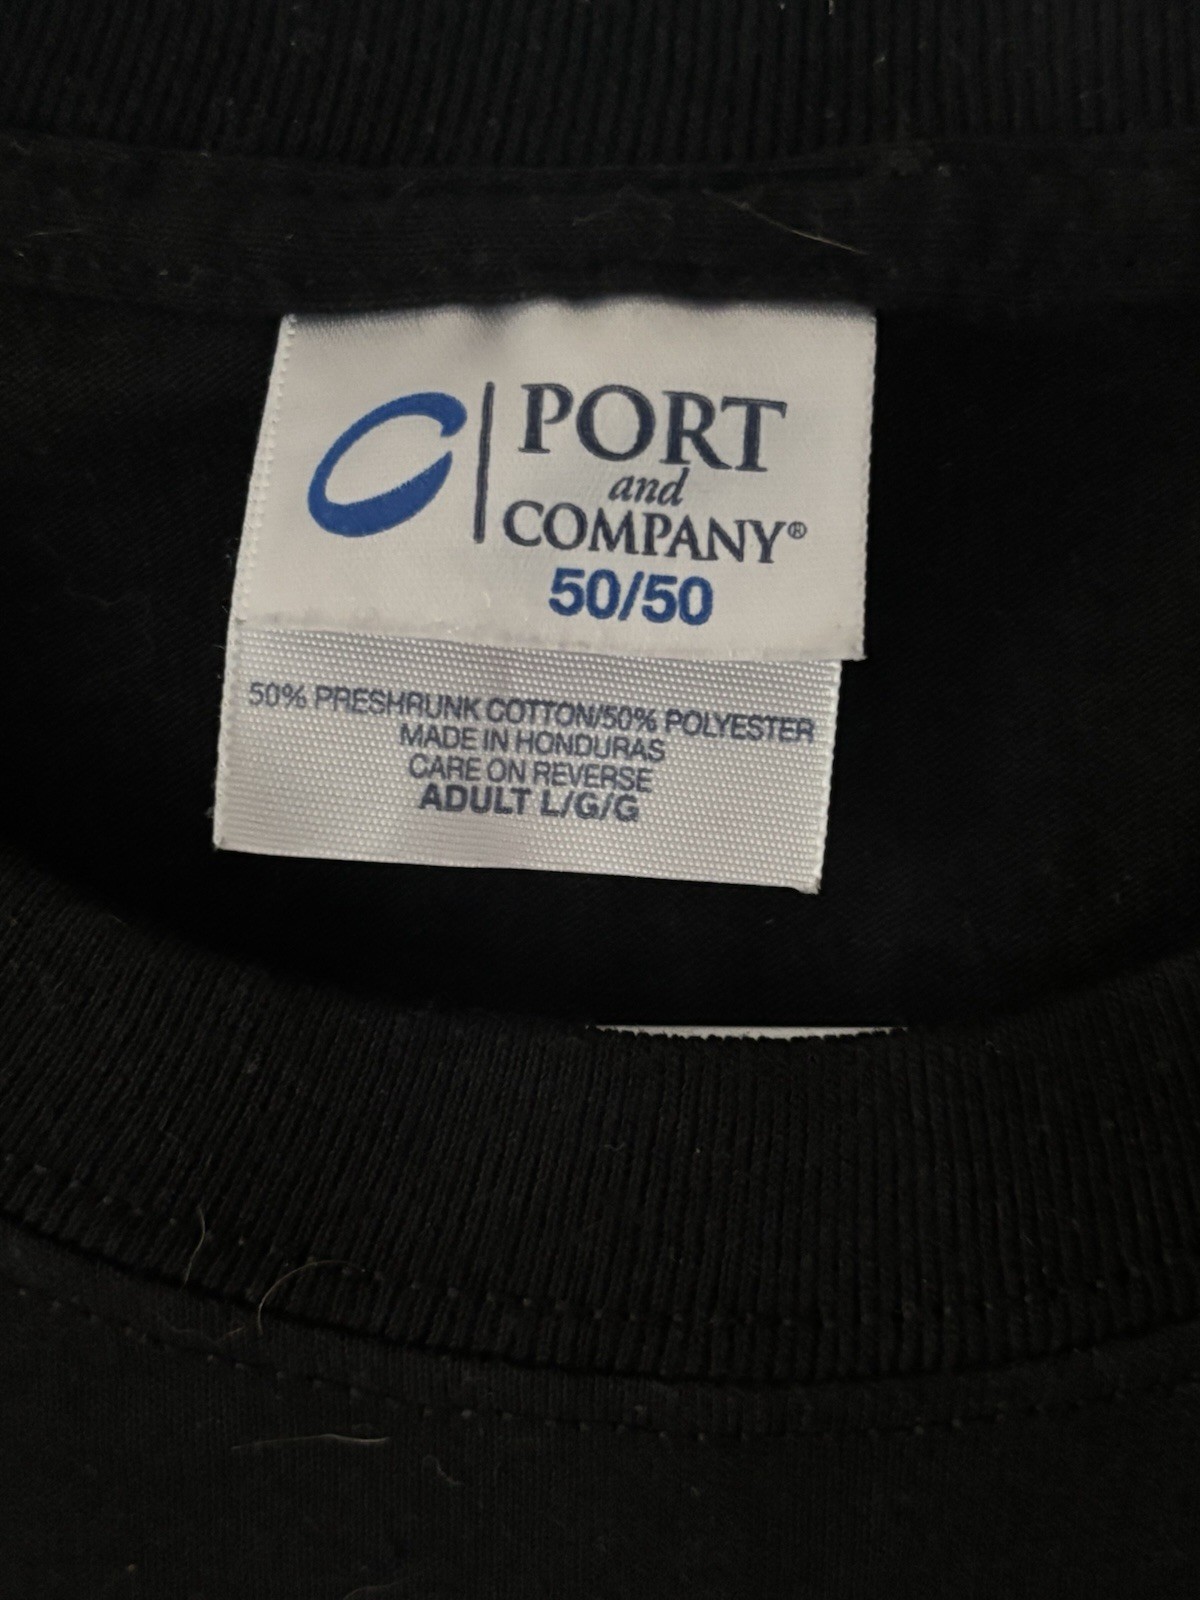 PORT
and
COMPANY®
50/50
50% PRESHRUNK COTTON/50% POLYESTER
MADE IN HONDURAS
CARE ON REVERSE
ADULT L/G/G